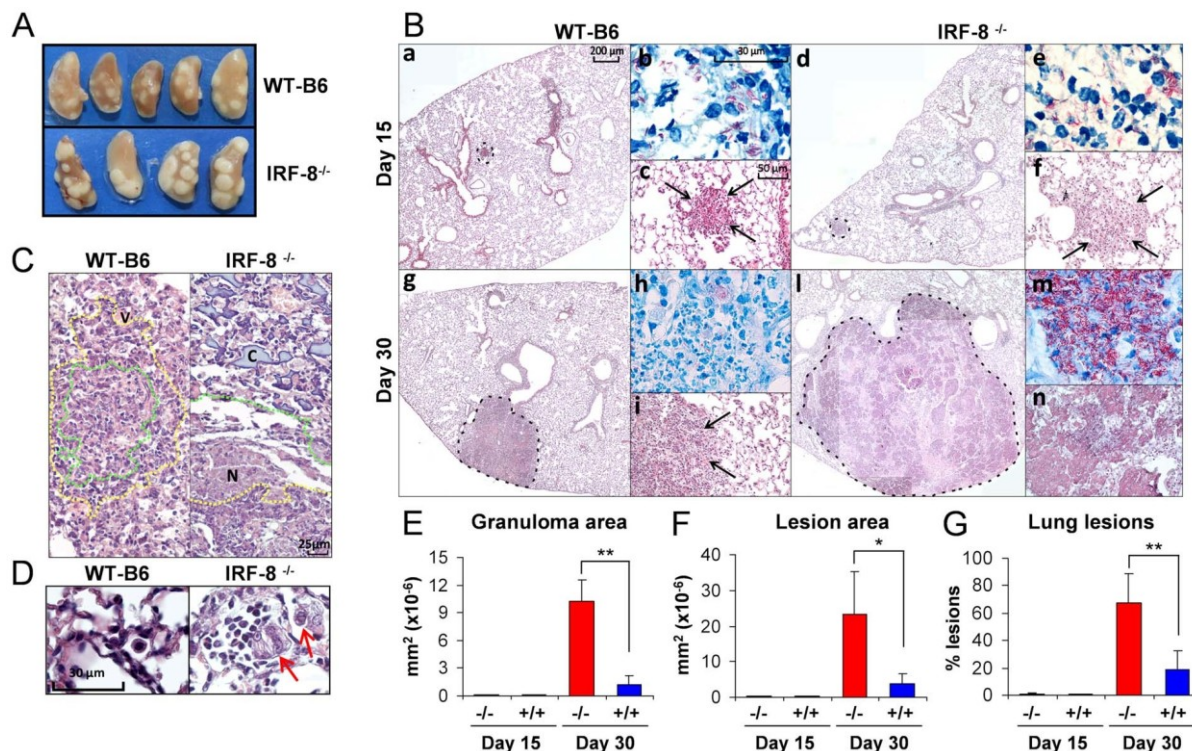 A
WT-B6
IRF-8-/-
B
WT-B6
IRF-8 -/-
Day 15
a
200 µm
b
30 µm
c
50 µm
d
e
f
Day 30
g
h
i
l
m
n
C
WT-B6
IRF-8 -/-
V
C
N
25µm
D
WT-B6
IRF-8 -/-
30 µm
E
Granuloma area
mm² (x10⁻⁶)
15
12
9
6
3
0
**
-/- +/+ -/- +/+
Day 15 Day 30
F
Lesion area
mm² (x10⁻⁶)
40
30
20
10
0
*
-/- +/+ -/- +/+
Day 15 Day 30
G
Lung lesions
% lesions
100
80
60
40
20
0
**
-/- +/+ -/- +/+
Day 15 Day 30